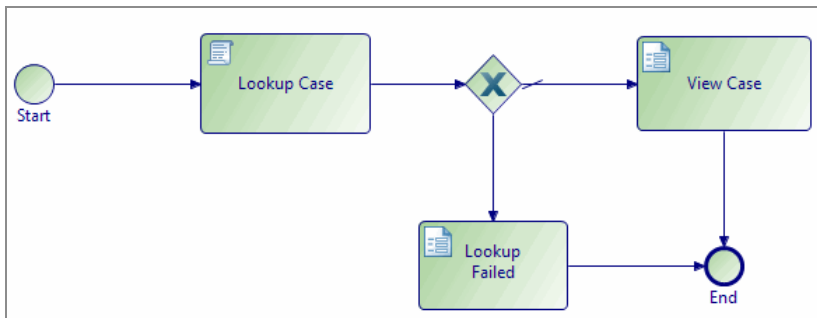 Start
Lookup Case
View Case
Lookup
Failed
End